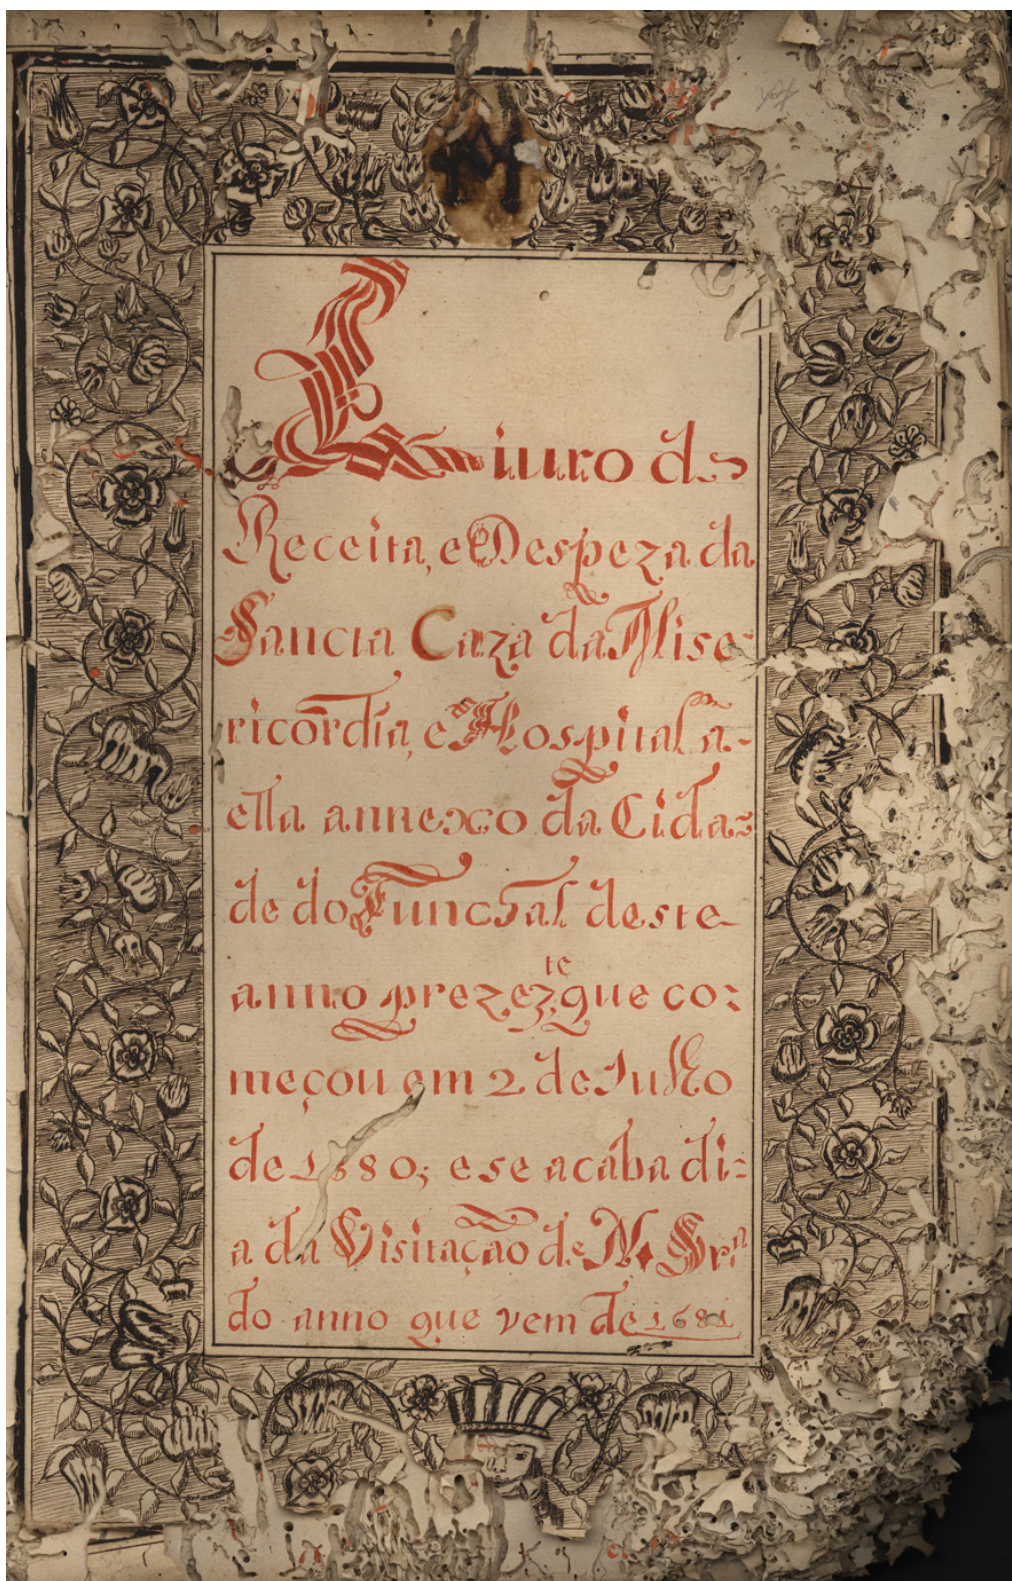 Liuro de
Receita, e Despeza da
Sancta Caza da Mise-
ricordia, e Hospital a-
ella annexo da Cida-
de do Funchal deste
anno prezez.te que co:
meçou em 2 de Julho
de 1680; e se acaba di:
a da Visitação de N. Sr.a
do anno que vem de 1681